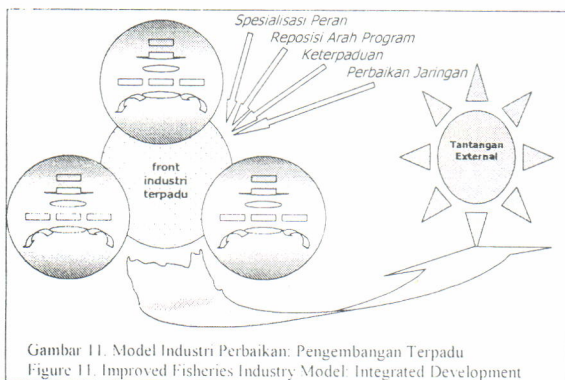 Spesialisasi Peran
Reposisi Arah Program
Keterpaduan
Perbaikan Jaringan
front
industri
terpadu
Tantangan
External
Gambar 11. Model Industri Perbaikan: Pengembangan Terpadu
Figure 11. Improved Fisheries Industry Model: Integrated Development